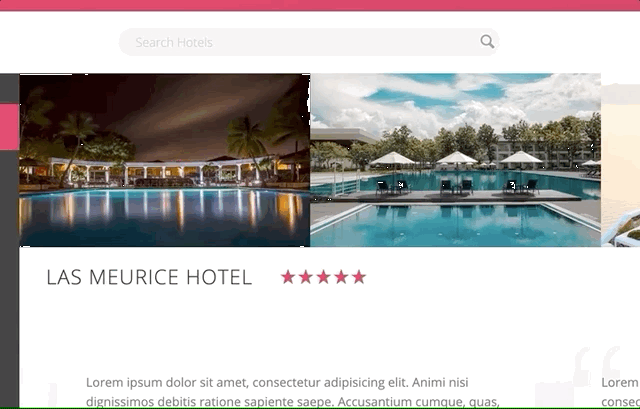 Search Hotels
LAS MEURICE HOTEL
Lorem ipsum dolor sit amet, consectetur adipisicing elit. Animi nisi
dignissimos debitis ratione sapiente saepe. Accusantium cumque, quas,
Lorem
consec